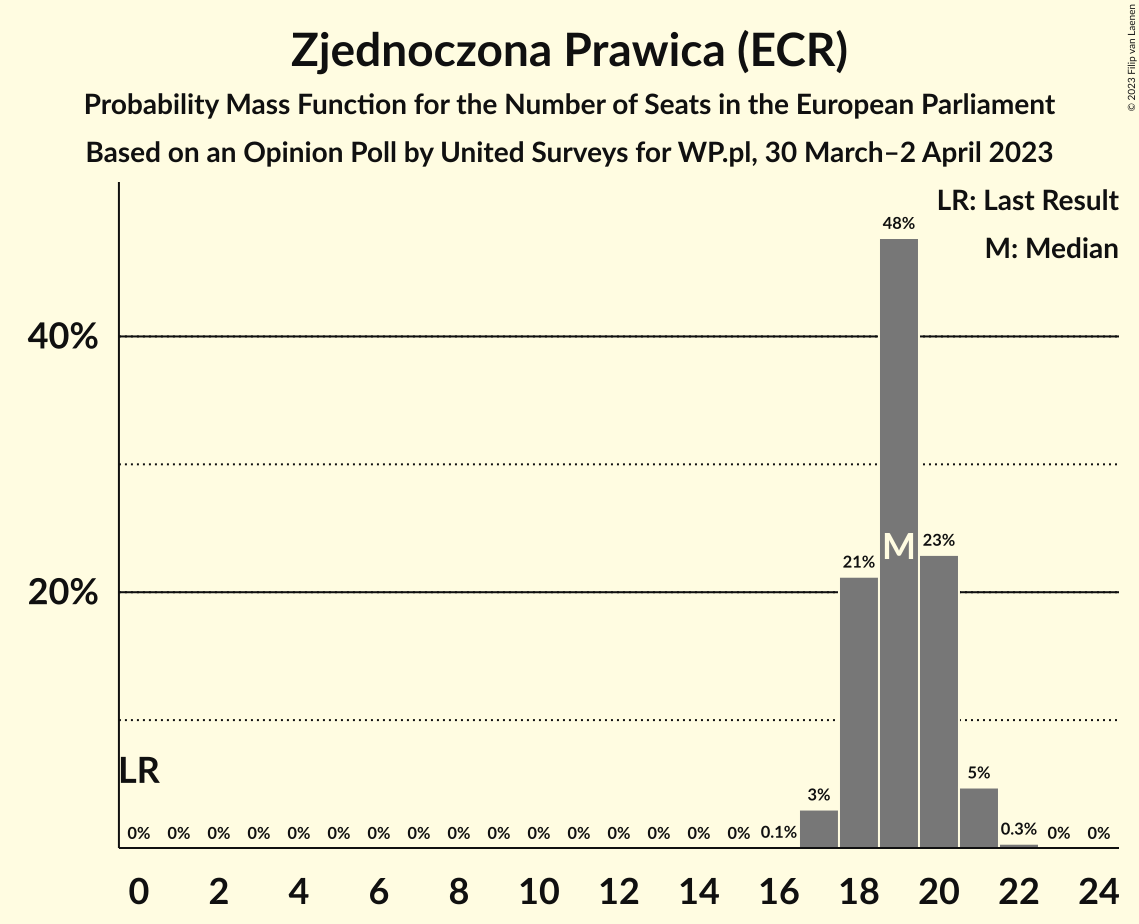 Zjednoczona Prawica (ECR)
Probability Mass Function for the Number of Seats in the European Parliament
Based on an Opinion Poll by United Surveys for WP.pl, 30 March–2 April 2023
© 2023 Filip van Laenen
LR: Last Result
M: Median
48%
40%
M
23%
21%
20%
LR
5%
3%
0% 0% 0% 0% 0% 0% 0% 0% 0% 0% 0% 0% 0% 0% 0% 0% 0.1% 0.3% 0% 0%
0 2 4 6 8 10 12 14 16 18 20 22 24